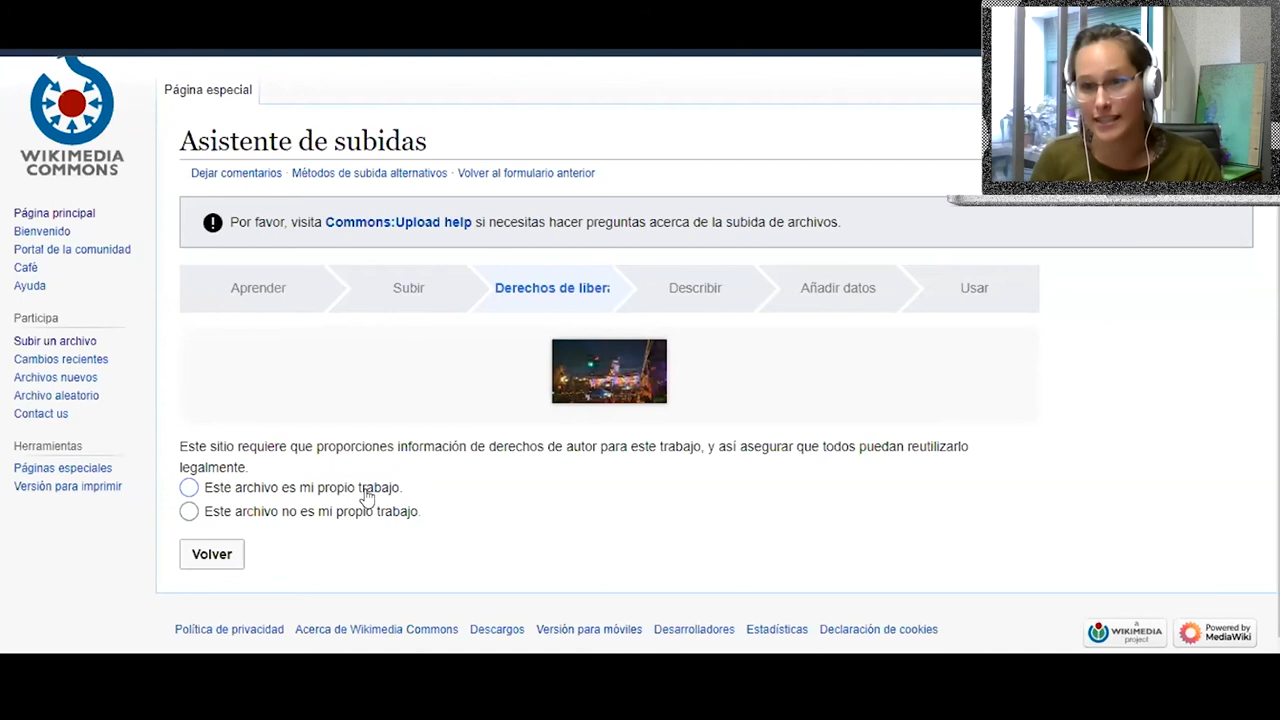 WIKIMEDIA
COMMONS
Página principal
Bienvenido
Portal de la comunidad
Café
Ayuda
Participa
Subir un archivo
Cambios recientes
Archivos nuevos
Archivo aleatorio
Contact us
Herramientas
Páginas especiales
Versión para imprimir
Página especial
Asistente de subidas
Dejar comentarios · Métodos de subida alternativos · Volver al formulario anterior
Por favor, visita Commons:Upload help si necesitas hacer preguntas acerca de la subida de archivos.
Aprender Subir Derechos de liber Describir Añadir datos Usar
Este sitio requiere que proporciones información de derechos de autor para este trabajo, y así asegurar que todos puedan reutilizarlo
legalmente.
Este archivo es mi propio trabajo.
Este archivo no es mi propio trabajo.
Volver
Política de privacidad Acerca de Wikimedia Commons Descargos Versión para móviles Desarrolladores Estadísticas Declaración de cookies
a
WIKIMEDIA
project
Powered by
MediaWiki